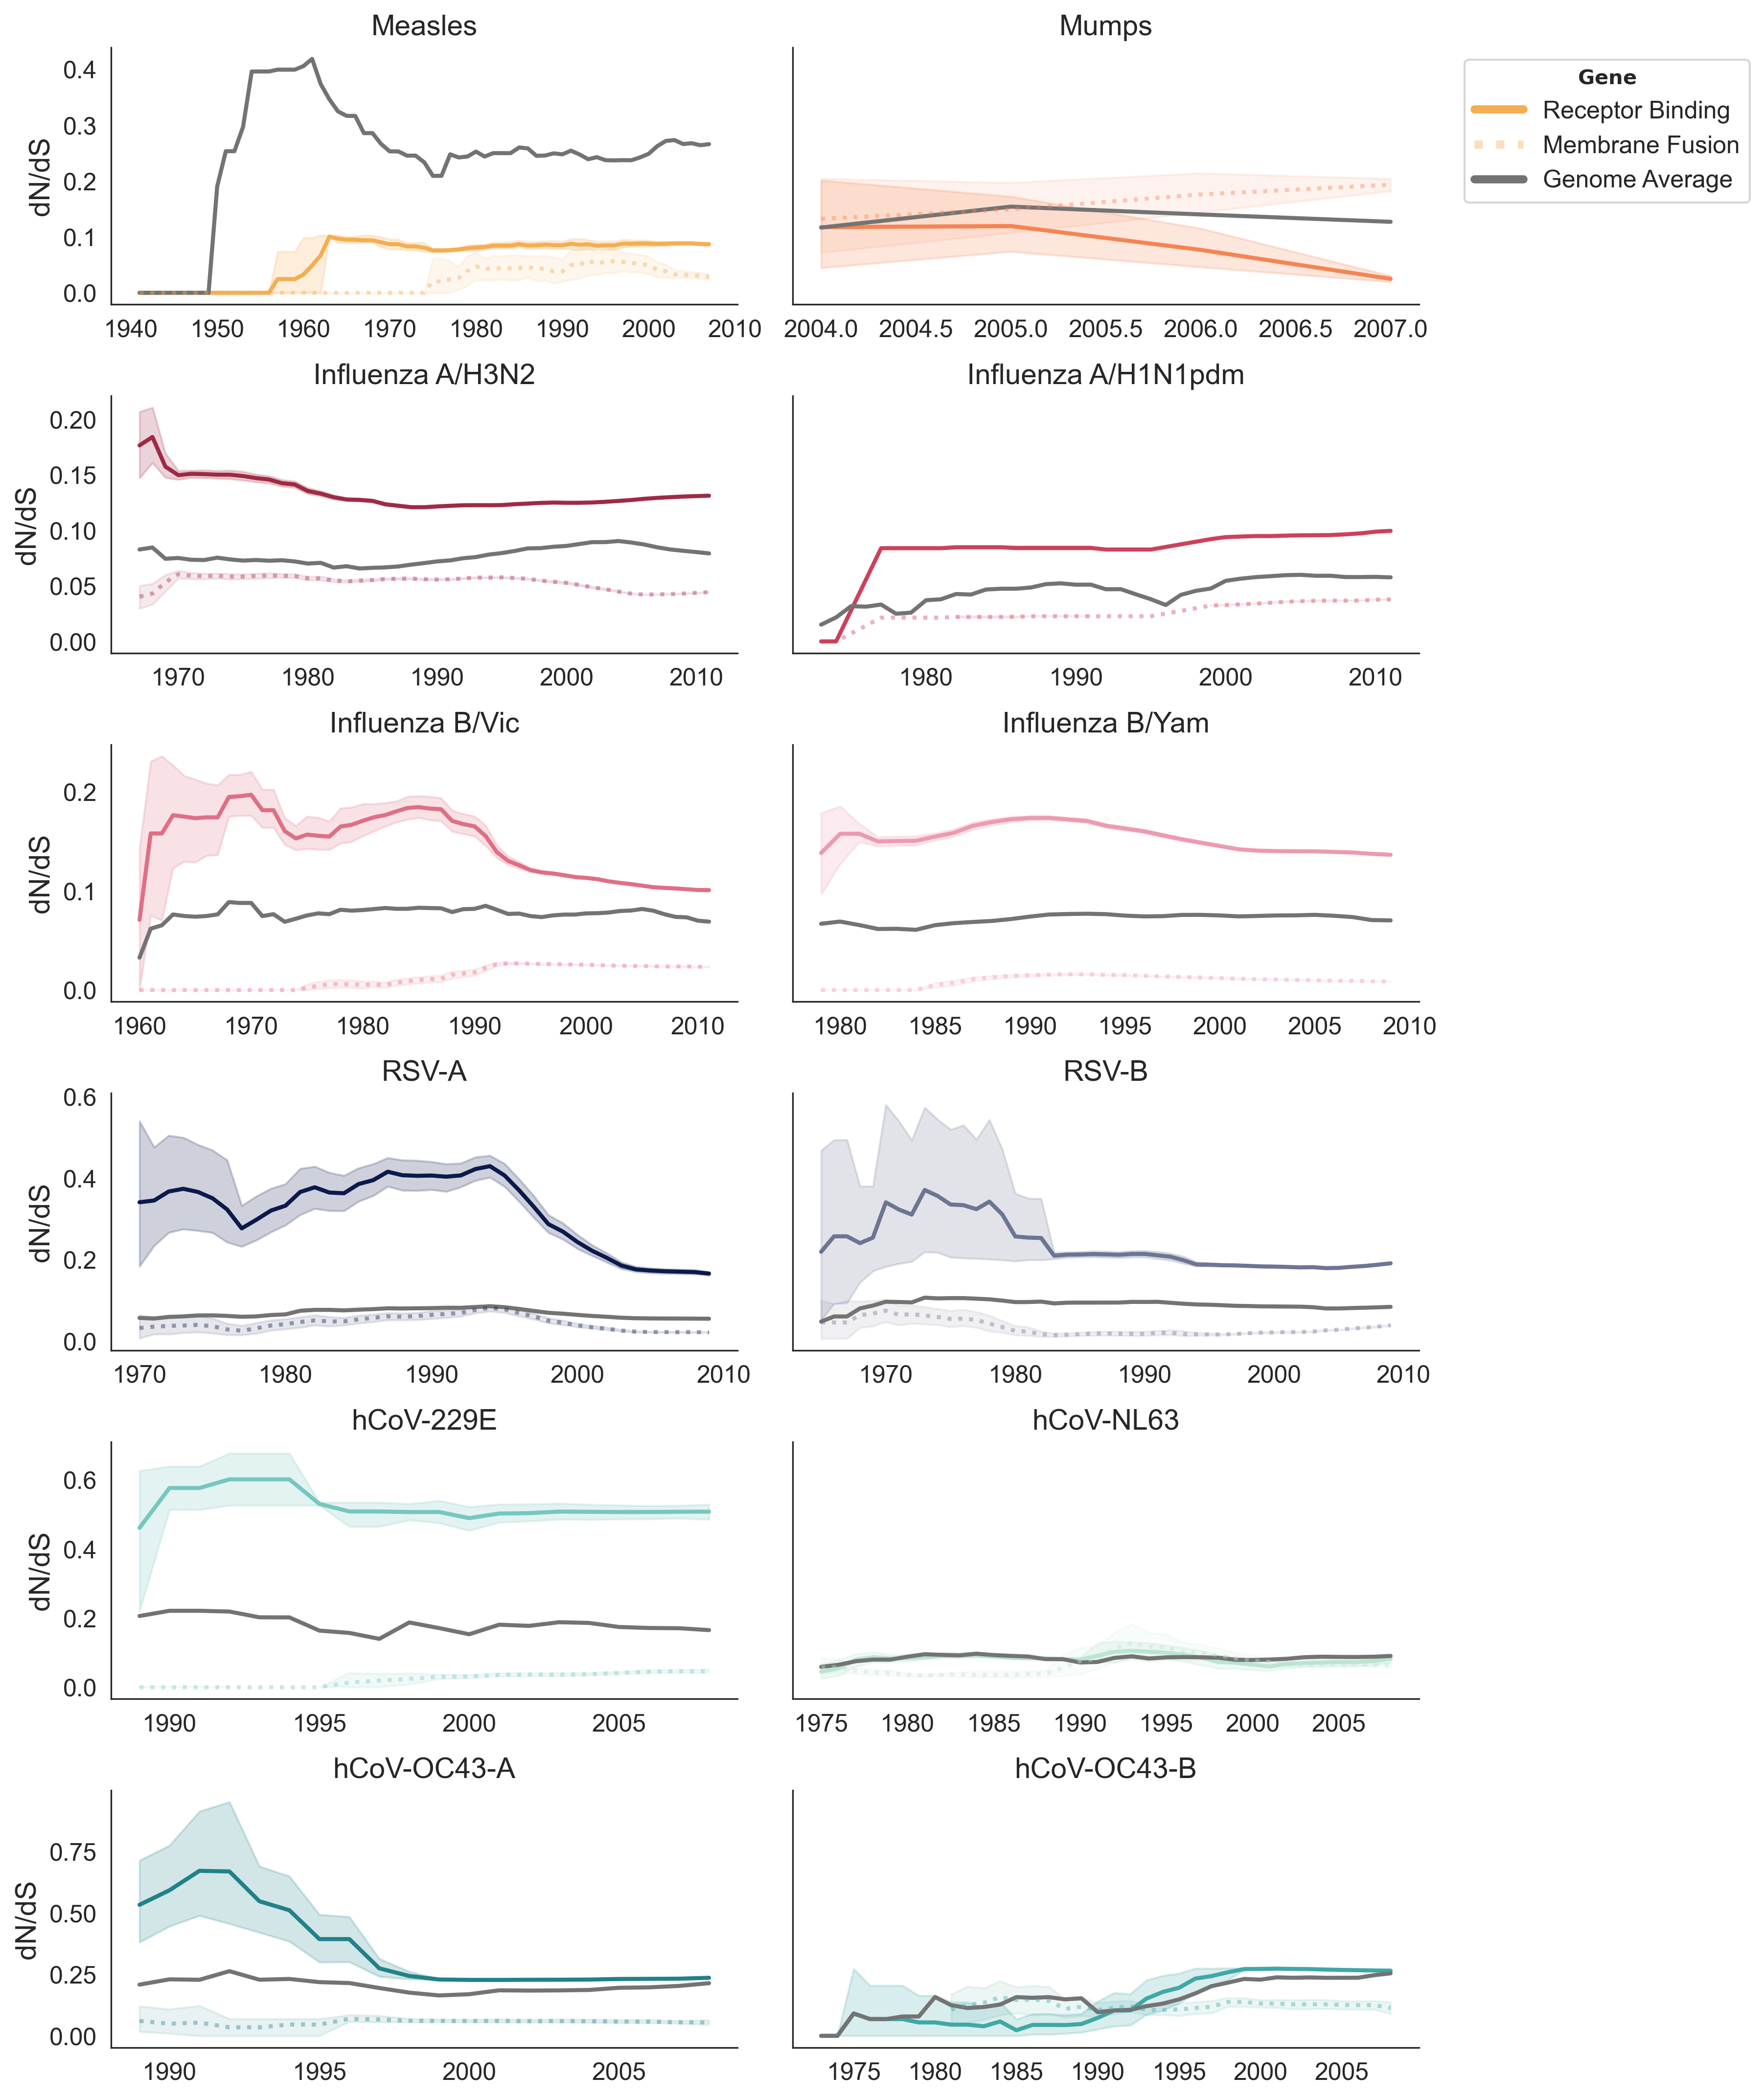 Measles
Mumps
Gene
Receptor Binding
Membrane Fusion
Genome Average
dN/dS
0.4
0.3
0.2
0.1
0.0
1940 1950 1960 1970 1980 1990 2000 2010
2004.0 2004.5 2005.0 2005.5 2006.0 2006.5 2007.0
Influenza A/H3N2
Influenza A/H1N1pdm
dN/dS
0.20
0.15
0.10
0.05
0.00
1970 1980 1990 2000 2010
1980 1990 2000 2010
Influenza B/Vic
Influenza B/Yam
dN/dS
0.2
0.1
0.0
1960 1970 1980 1990 2000 2010
1980 1985 1990 1995 2000 2005 2010
RSV-A
RSV-B
dN/dS
0.6
0.4
0.2
0.0
1970 1980 1990 2000 2010
1970 1980 1990 2000 2010
hCoV-229E
hCoV-NL63
dN/dS
0.6
0.4
0.2
0.0
1990 1995 2000 2005
1975 1980 1985 1990 1995 2000 2005
hCoV-OC43-A
hCoV-OC43-B
dN/dS
0.75
0.50
0.25
0.00
1990 1995 2000 2005
1975 1980 1985 1990 1995 2000 2005